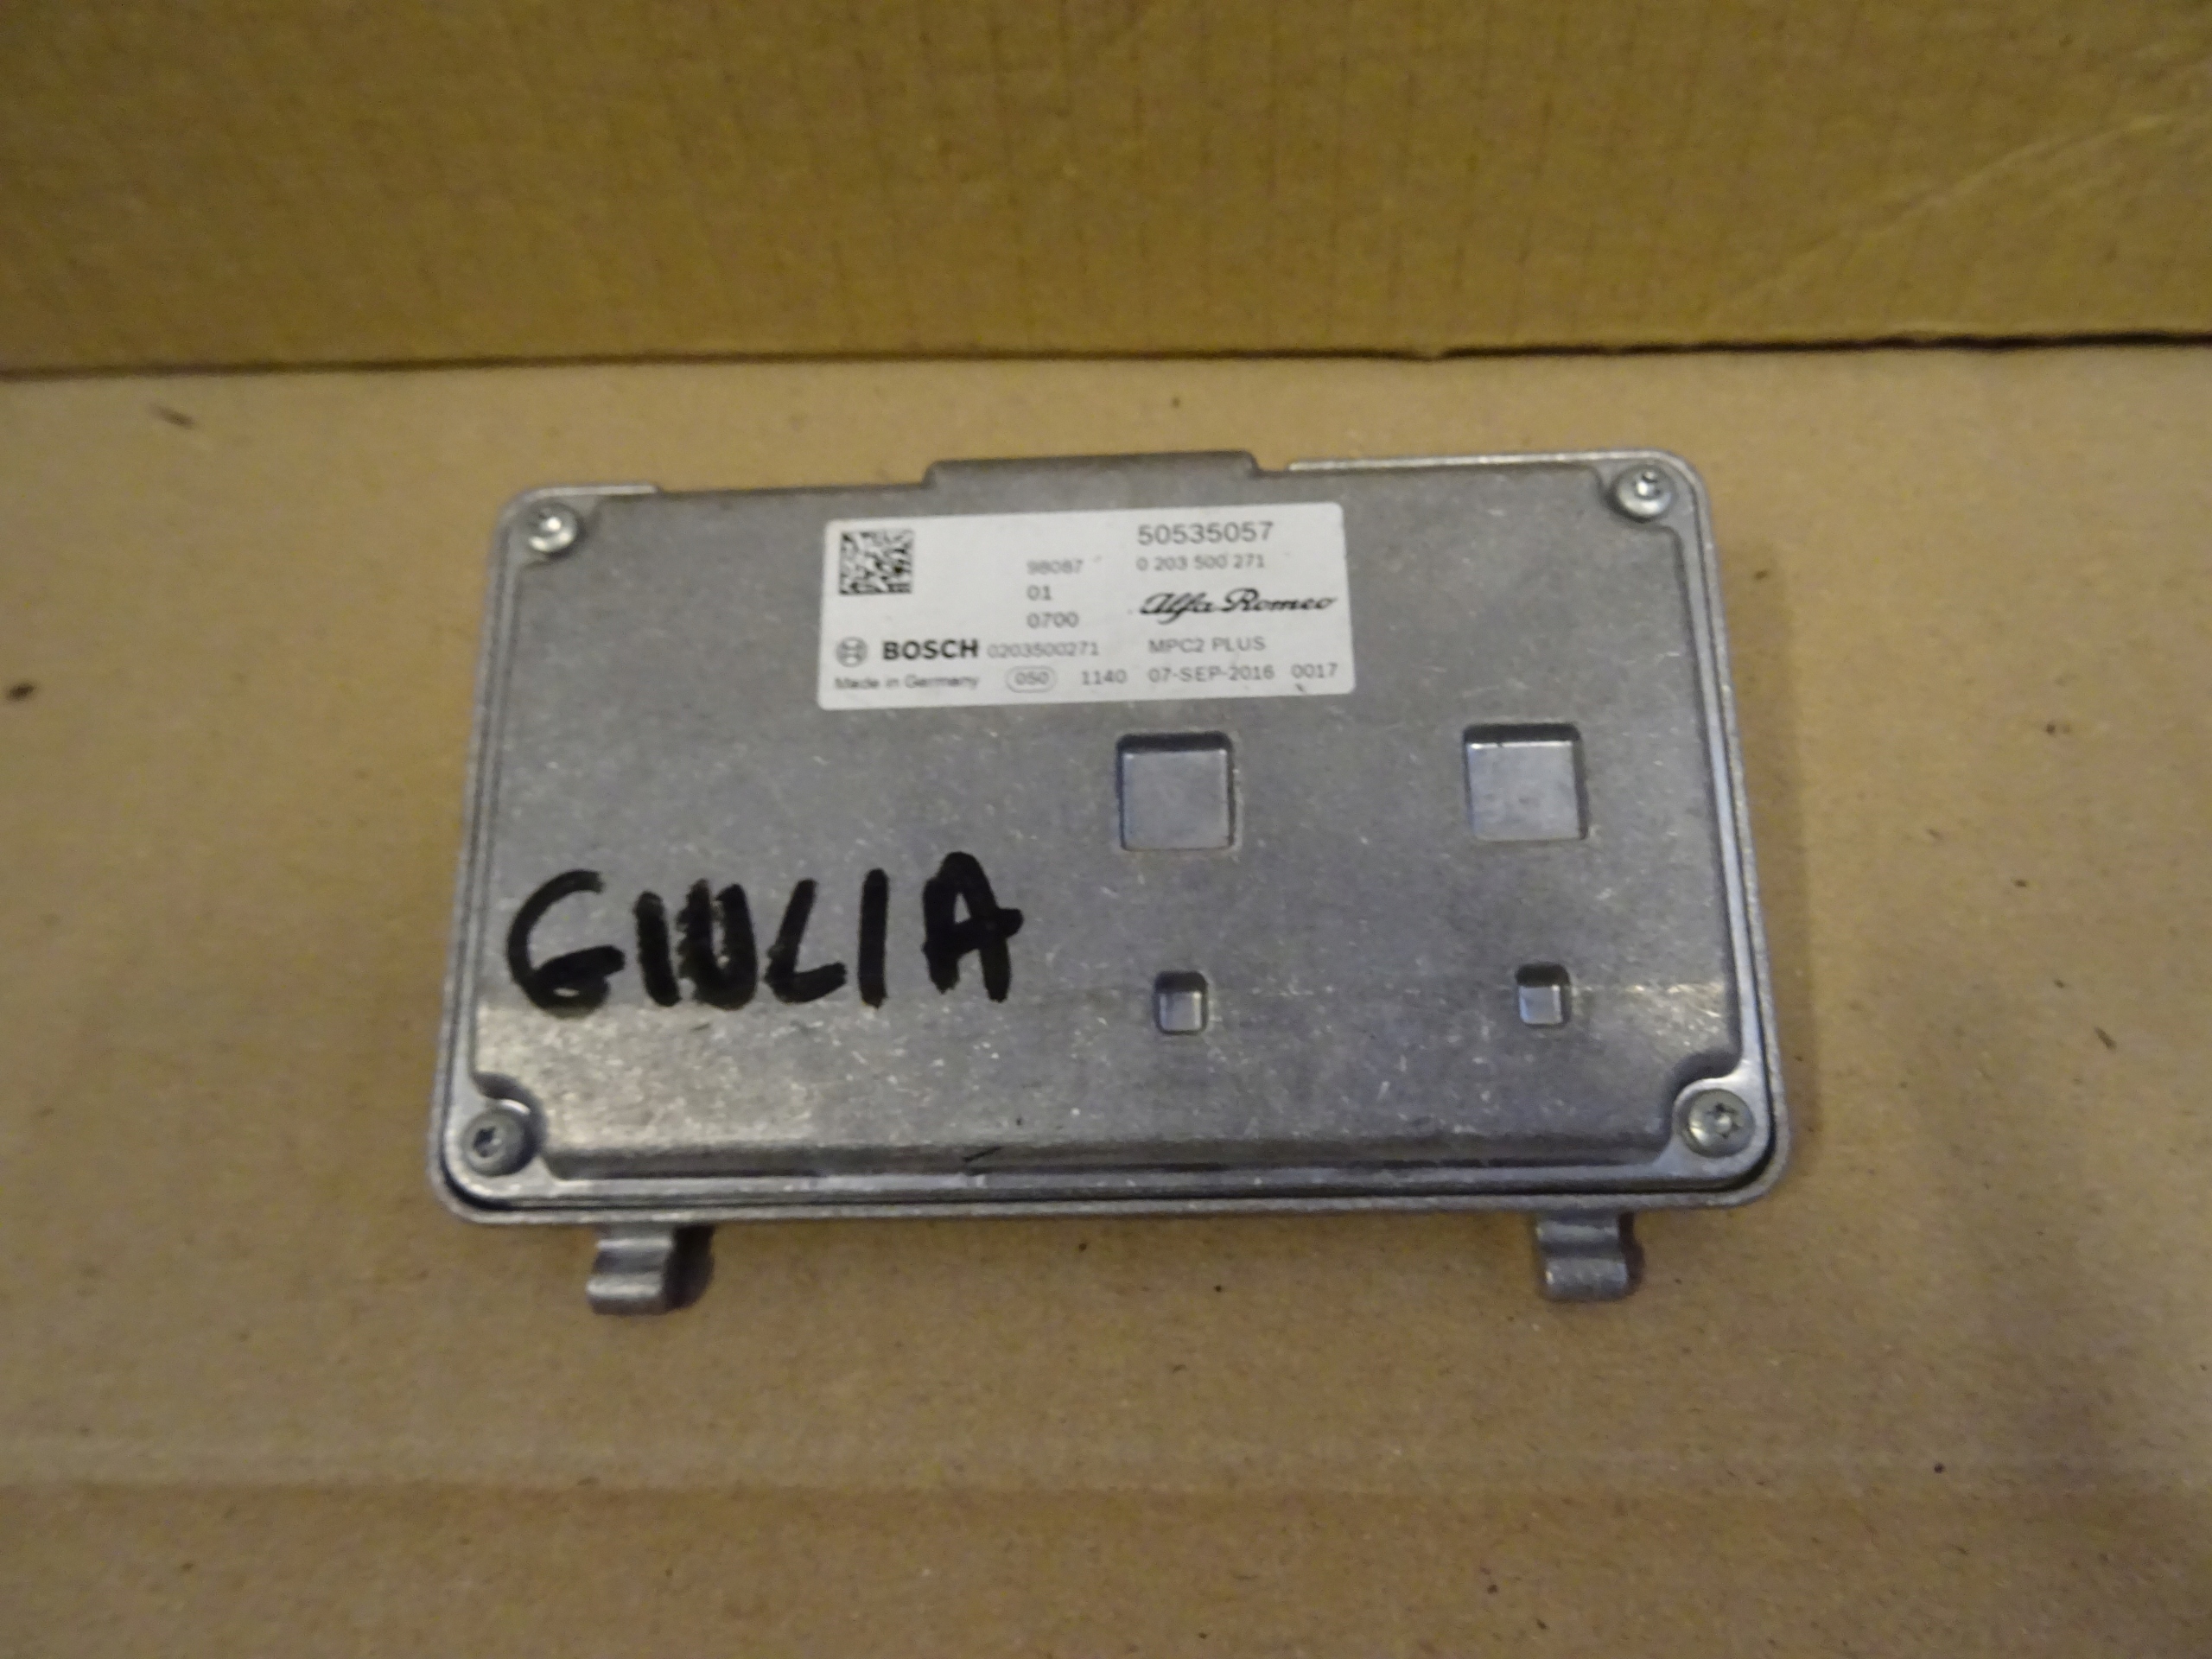 50535057
98087 0 203 500 271
01
0700 Alfa Romeo
BOSCH 0203500271 MPC2 PLUS
Made in Germany 050 1140 07-SEP-2016 0017
GIULIA